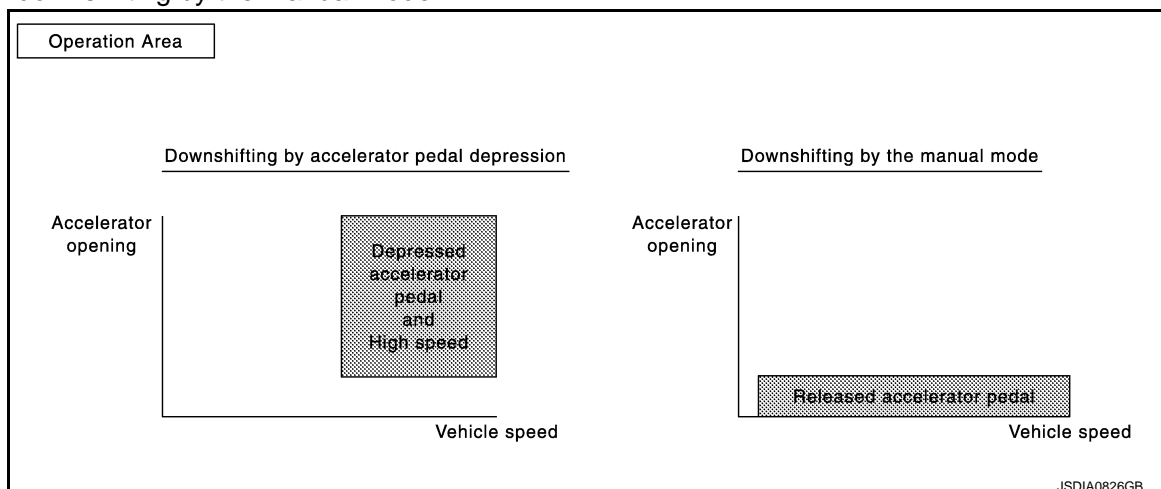 Operation Area
Downshifting by accelerator pedal depression
Accelerator
opening
Depressed
accelerator
pedal
and
High speed
Vehicle speed
Downshifting by the manual mode
Accelerator
opening
Released accelerator pedal
Vehicle speed
JSDIA0826GB